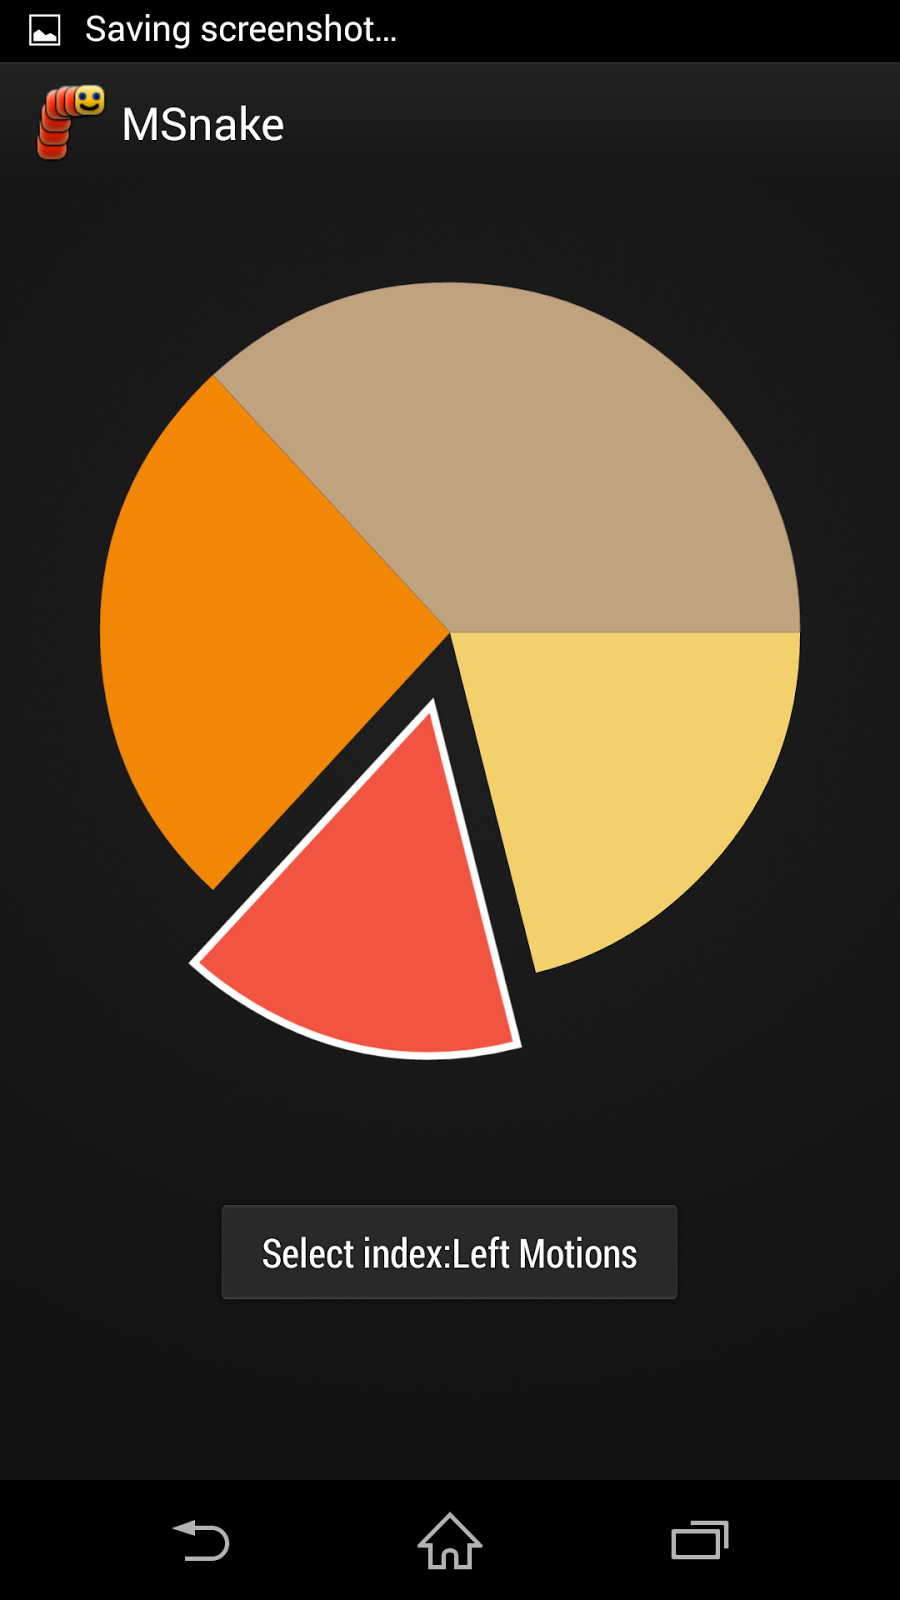 Saving screenshot...
MSnake
Select index:Left Motions